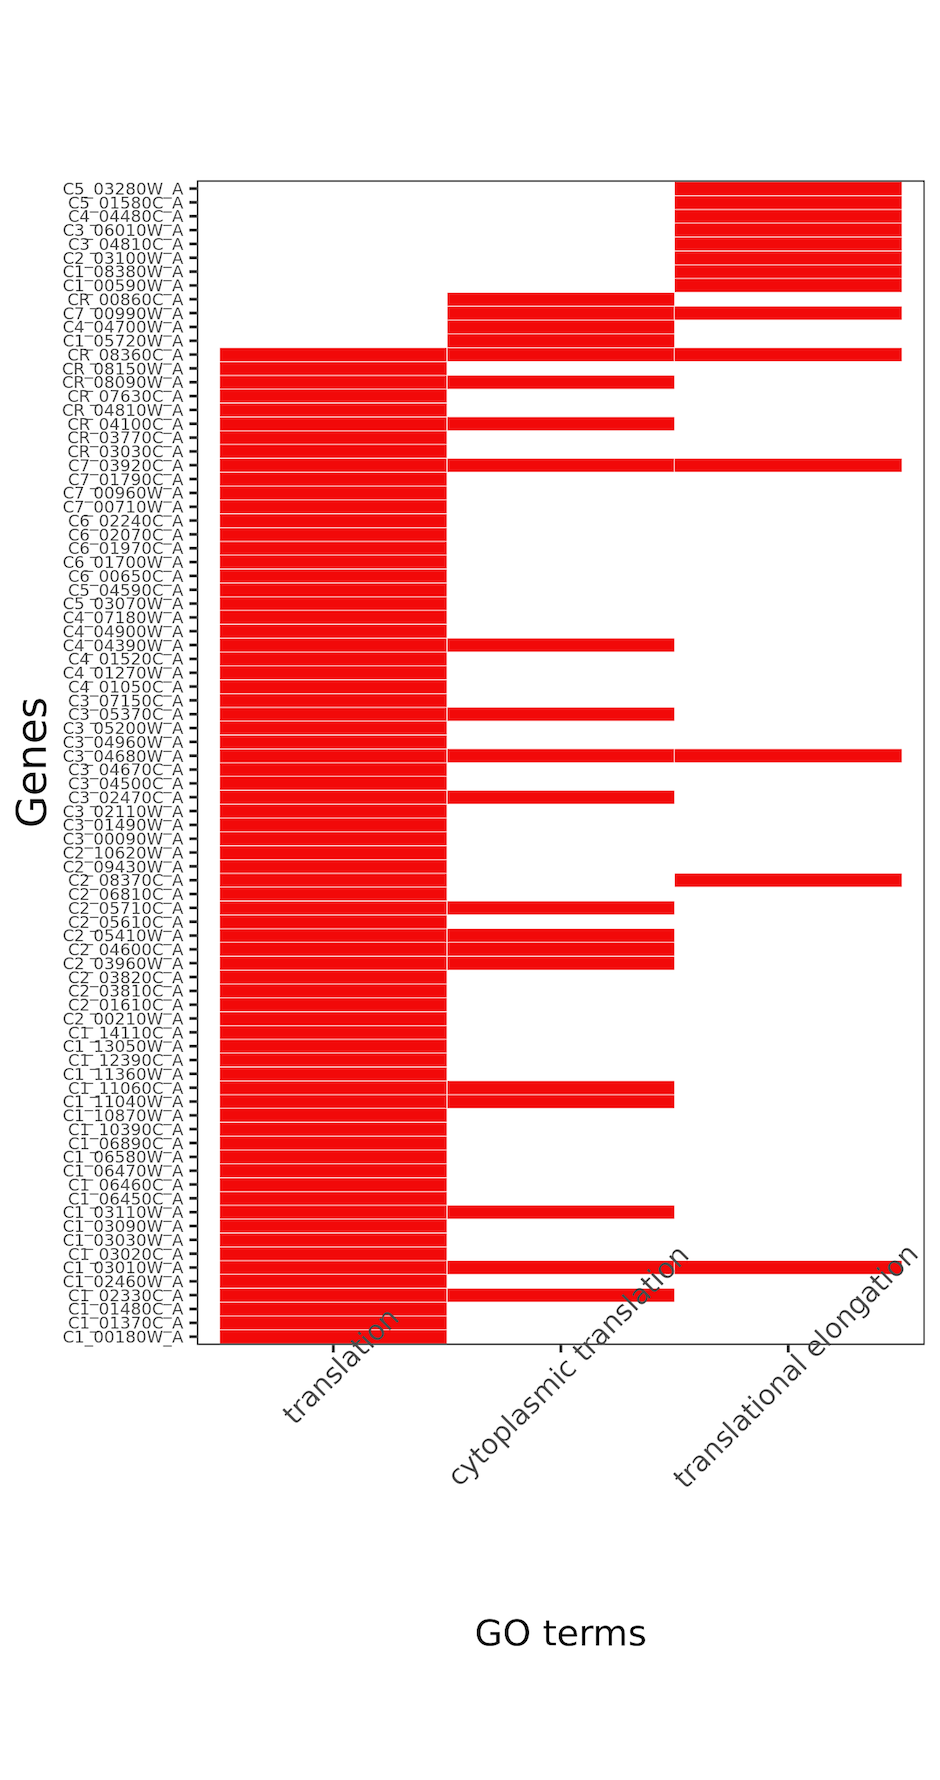 C5_03280W_A
C5_01580C_A
C4_04480C_A
C3_06010W_A
C3_04810C_A
C2_03100W_A
C1_08380W_A
C1_00590W_A
CR_00860C_A
C7_00990W_A
C4_04700W_A
C1_05720W_A
CR_08360C_A
CR_08150W_A
CR_08090W_A
CR_07630C_A
CR_04810W_A
CR_04100C_A
CR_03770C_A
CR_03030C_A
C7_03920C_A
C7_01790C_A
C7_00960W_A
C7_00710W_A
C6_02240C_A
C6_02070C_A
C6_01970C_A
C6_01700W_A
C6_00650C_A
C5_04590C_A
C5_03070W_A
C4_07180W_A
C4_04900W_A
C4_04390W_A
C4_01520C_A
C4_01270W_A
C4_01050C_A
C3_07150C_A
C3_05370C_A
C3_05200W_A
C3_04960W_A
C3_04680W_A
C3_04670C_A
C3_04500C_A
C3_02470C_A
C3_02110W_A
C3_01490C_A
C3_00090W_A
C2_10620W_A
C2_09430W_A
C2_08370C_A
C2_06810C_A
C2_05710C_A
C2_05610C_A
C2_05410W_A
C2_04600C_A
C2_03960W_A
C2_03820C_A
C2_03810C_A
C2_01610C_A
C2_00210W_A
C1_14110C_A
C1_13050W_A
C1_12390C_A
C1_11360W_A
C1_11060C_A
C1_11040W_A
C1_10870W_A
C1_10390C_A
C1_06890C_A
C1_06580W_A
C1_06470W_A
C1_06460C_A
C1_06450C_A
C1_03110W_A
C1_03090W_A
C1_03030W_A
C1_03020C_A
C1_03010W_A
C1_02460W_A
C1_02330C_A
C1_01480C_A
C1_01370C_A
C1_00180W_A
Genes
translation
cytoplasmic translation
translational elongation
GO terms